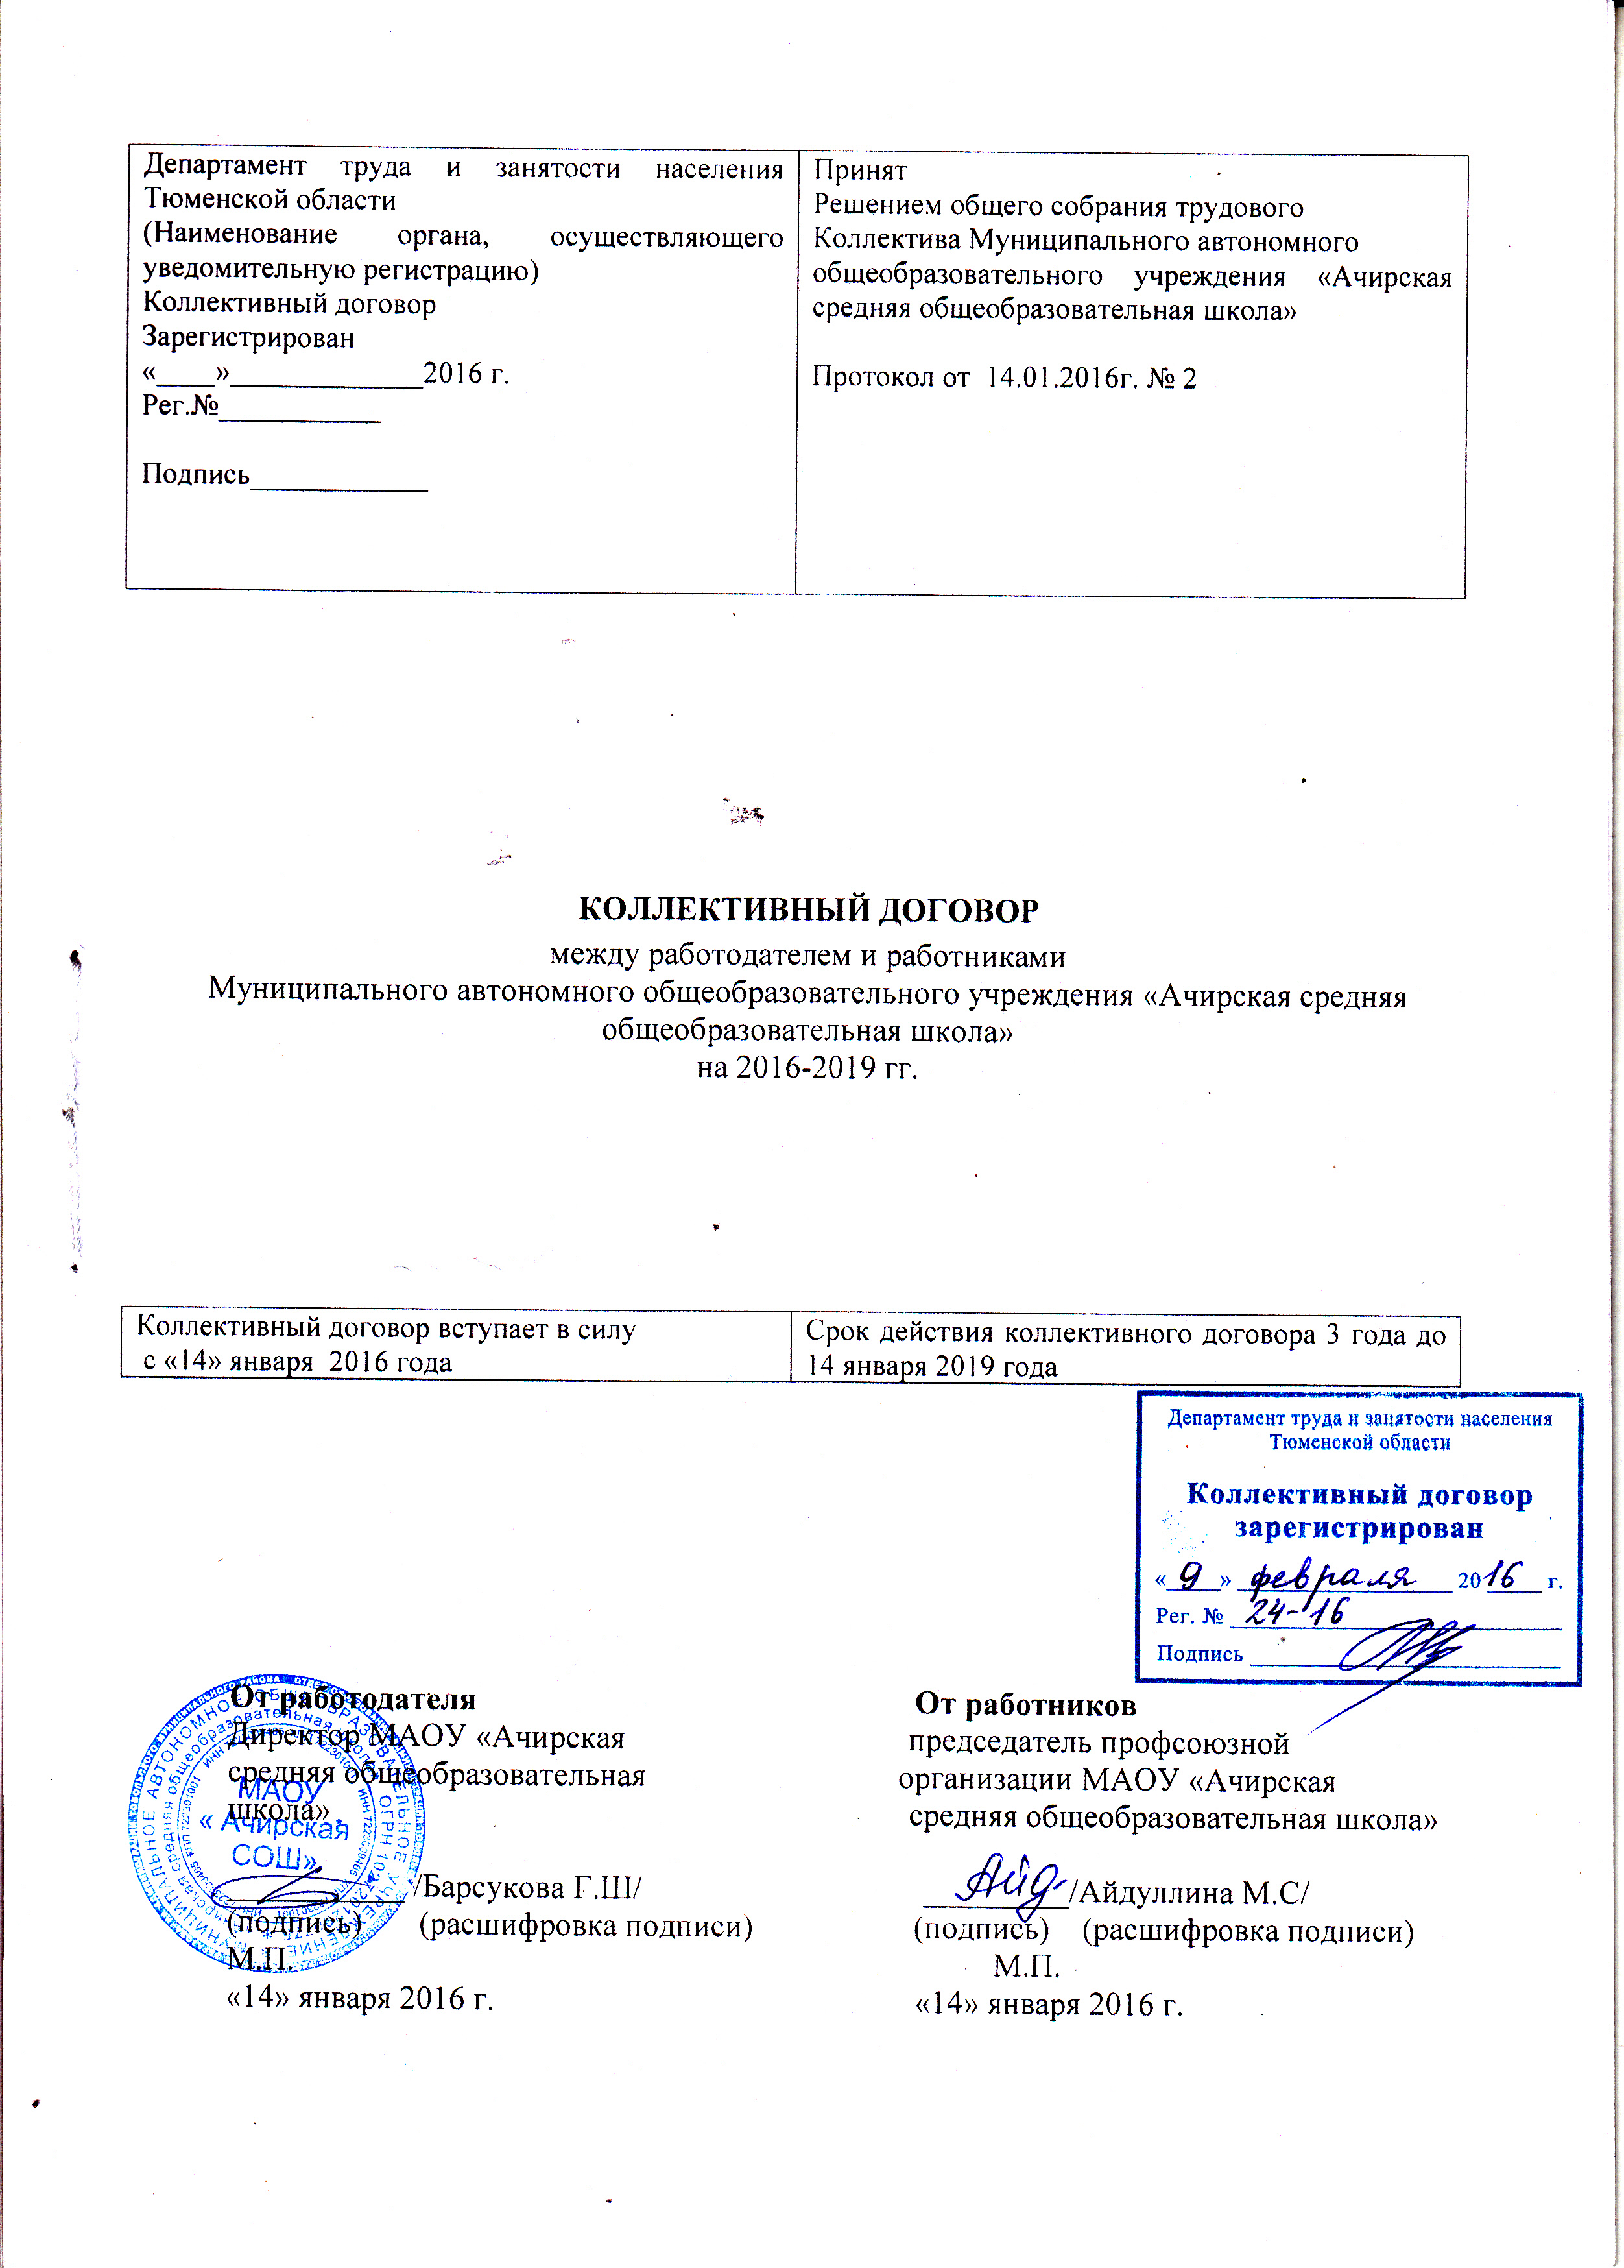 Департамент труда и занятости населения
Тюменской области
(Наименование органа, осуществляющего
уведомительную регистрацию)
Коллективный договор
Зарегистрирован
«____»_____________2016 г.
Рег.№___________

Подпись____________
Принят
Решением общего собрания трудового
Коллектива Муниципального автономного
общеобразовательного учреждения «Ачирская
средняя общеобразовательная школа»

Протокол от 14.01.2016г. № 2
КОЛЛЕКТИВНЫЙ ДОГОВОР
между работодателем и работниками
Муниципального автономного общеобразовательного учреждения «Ачирская средняя
общеобразовательная школа»
на 2016-2019 гг.
Коллективный договор вступает в силу
с «14» января 2016 года
Срок действия коллективного договора 3 года до
14 января 2019 года
Департамент труда и занятости населения
Тюменской области
Коллективный договор
зарегистрирован
«9» февраля 2016 г.
Рег. № 24-16
Подпись
От работодателя
Директор МАОУ «Ачирская
средняя общеобразовательная
школа»
МАОУ
« Ачирская
СОШ»
/Барсукова Г.Ш/
(подпись) (расшифровка подписи)
М.П.
«14» января 2016 г.
От работников
председатель профсоюзной
организации МАОУ «Ачирская
средняя общеобразовательная школа»
Айд /Айдуллина М.С/
(подпись) (расшифровка подписи)
М.П.
«14» января 2016 г.